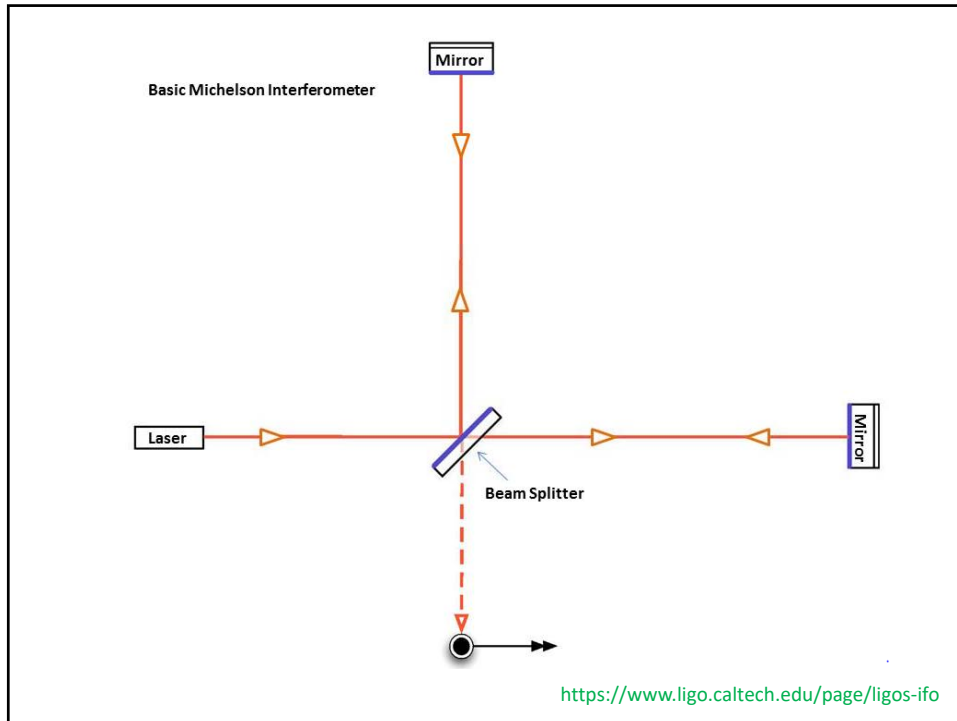 Mirror
Basic Michelson Interferometer
Laser
Mirror
Beam Splitter
https://www.ligo.caltech.edu/page/ligos-ifo